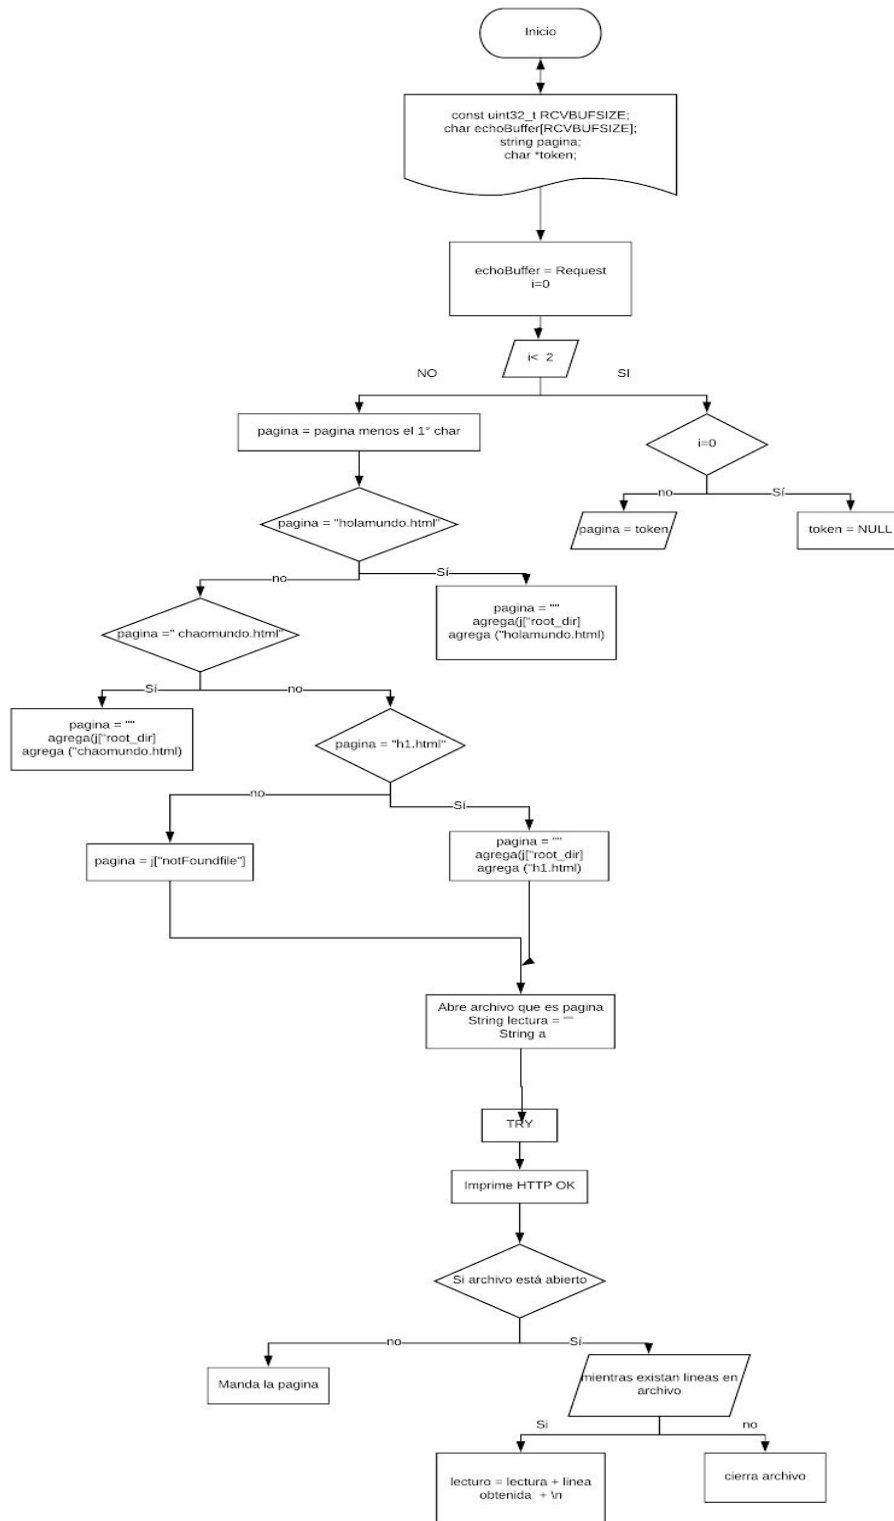 Inicio
const uint32_t RCVBUFSIZE;
char echoBuffer[RCVBUFSIZE];
string pagina;
char *token;
echoBuffer = Request
i=0
i< 2
NO
SI
pagina = pagina menos el 1° char
i=0
no
Sí
pagina = "holamundo.html"
pagina = token
token = NULL
no
Sí
pagina =" chaomundo.html"
pagina = ""
agrega(j["root_dir]
agrega ("holamundo.html)
Sí
no
pagina = ""
agrega(j["root_dir]
agrega ("chaomundo.html)
pagina = "h1.html"
no
Sí
pagina = j["notFoundfile"]
pagina = ""
agrega(j["root_dir]
agrega ("h1.html)
Abre archivo que es pagina
String lectura = ""
String a
TRY
Imprime HTTP OK
Si archivo está abierto
no
Sí
Manda la pagina
mientras existan lineas en
archivo
Si
no
lecturo = lectura + linea
obtenida + \n
cierra archivo